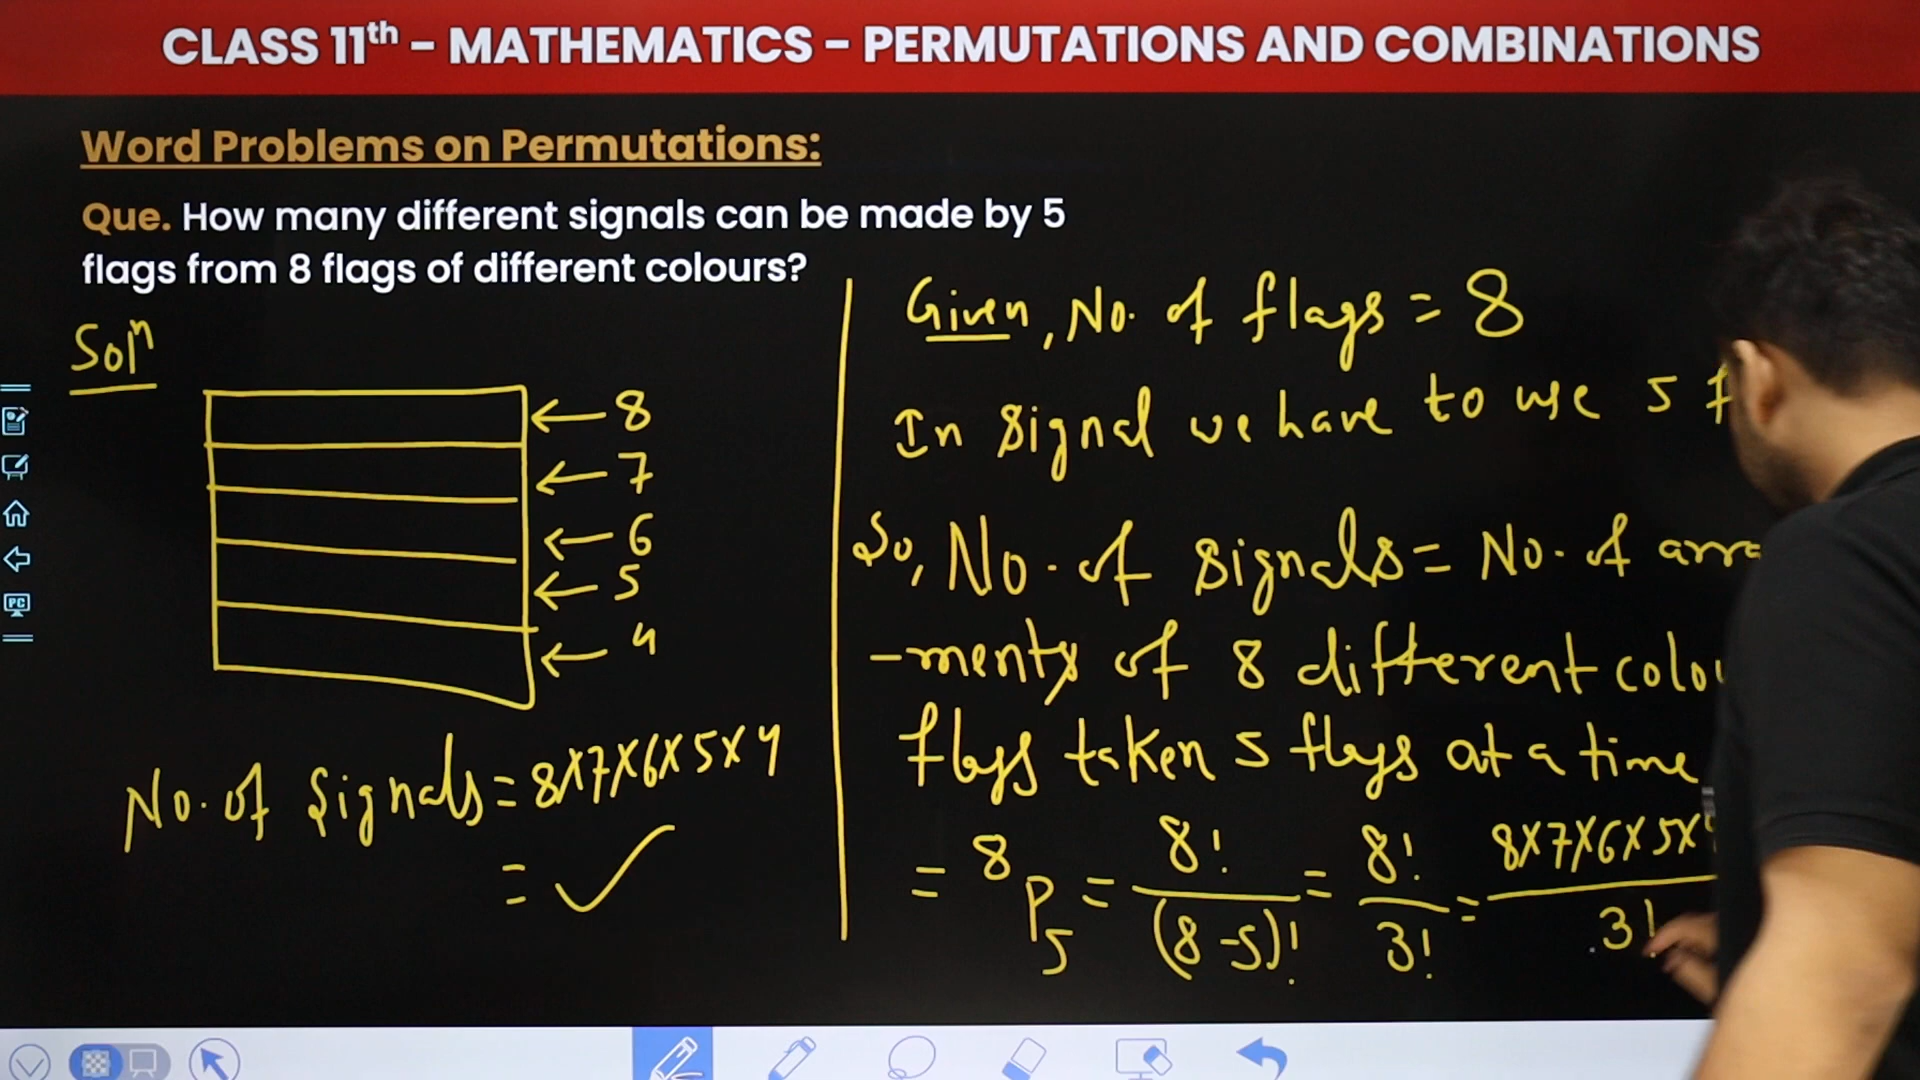 CLASS 11th - MATHEMATICS - PERMUTATIONS AND COMBINATIONS
Word Problems on Permutations:
Que. How many different signals can be made by 5
flags from 8 flags of different colours?
Solⁿ
← 8
← 7
← 6
← 5
← 4
No. of Signals = 8×7×6×5×4
= ✓
Given, No. of flags = 8
In signal we have to use 5 f
So, No. of signals = No. of arra
-ments of 8 different colou
flags taken 5 flags at a time
= ⁸P₅ = 8!/(8-5)! = 8!/3! = 8×7×6×5×4/3!
PC